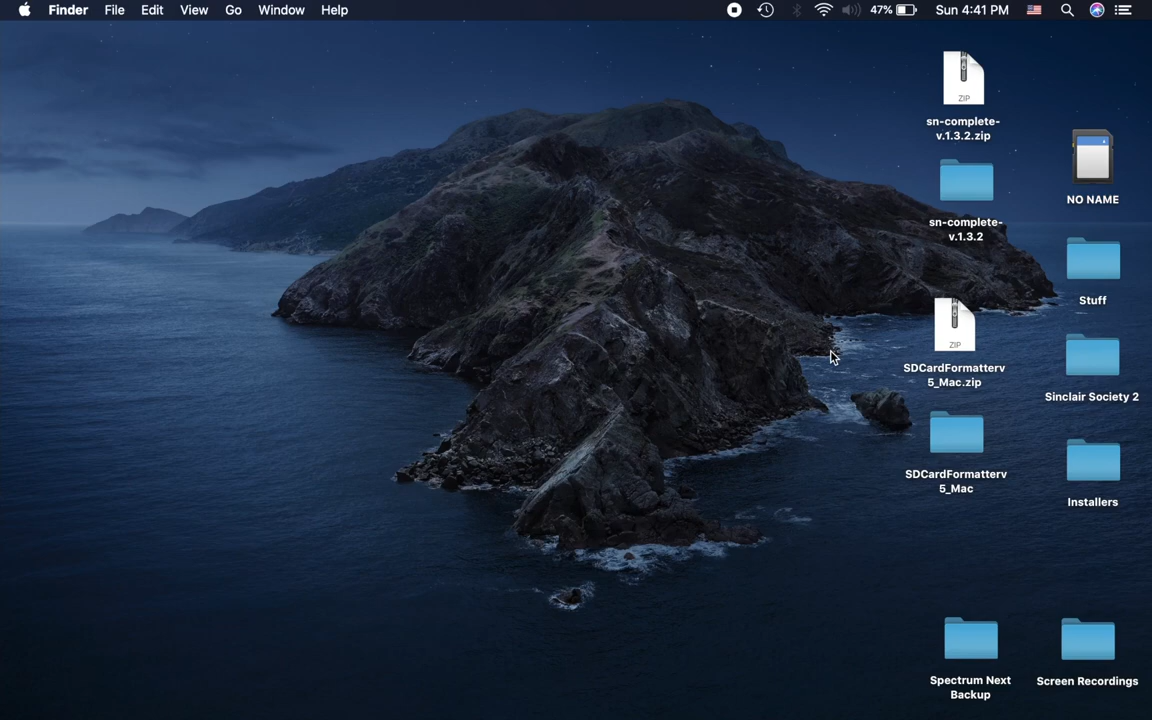 Finder File Edit View Go Window Help 47% Sun 4:41 PM
ZIP
sn-complete-
v.1.3.2.zip
NO NAME
sn-complete-
v.1.3.2
Stuff
ZIP
SDCardFormatterv
5_Mac.zip
Sinclair Society 2
SDCardFormatterv
5_Mac
Installers
Spectrum Next
Backup
Screen Recordings